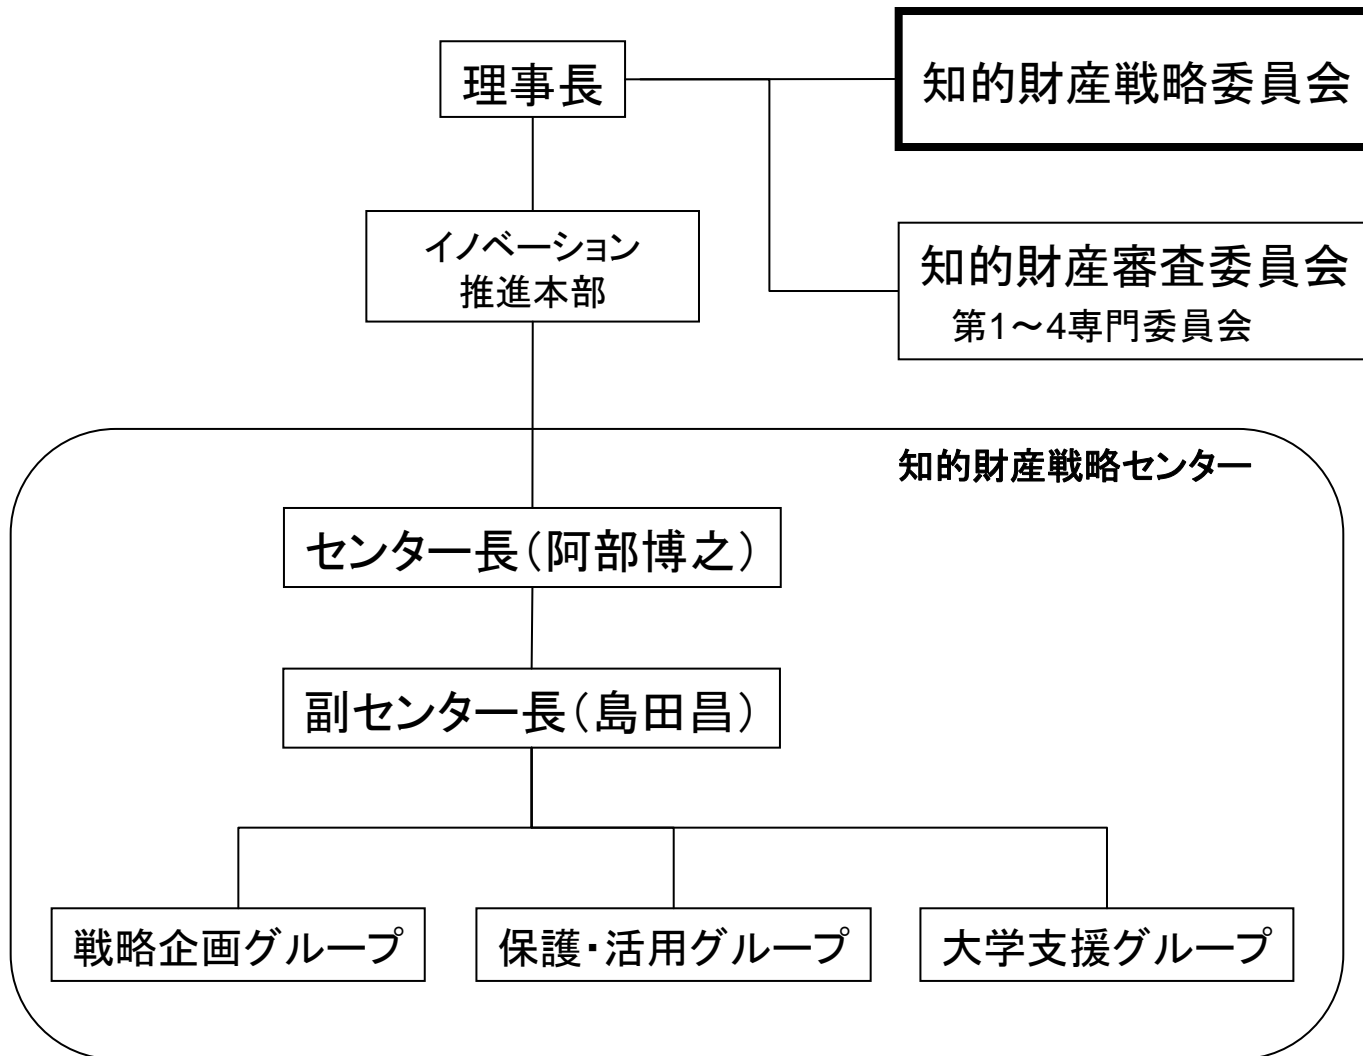 理事長
知的財産戦略委員会
イノベーション
推進本部
知的財産審査委員会
第1～4専門委員会
知的財産戦略センター
センター長（阿部博之）
副センター長（島田昌）
戦略企画グループ
保護・活用グループ
大学支援グループ